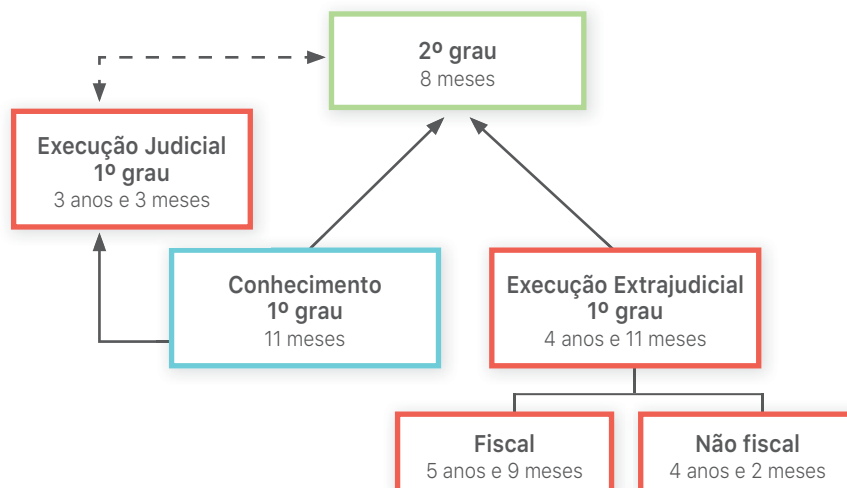 2º grau
8 meses
Execução Judicial
1º grau
3 anos e 3 meses
Conhecimento
1º grau
11 meses
Execução Extrajudicial
1º grau
4 anos e 11 meses
Fiscal
5 anos e 9 meses
Não fiscal
4 anos e 2 meses